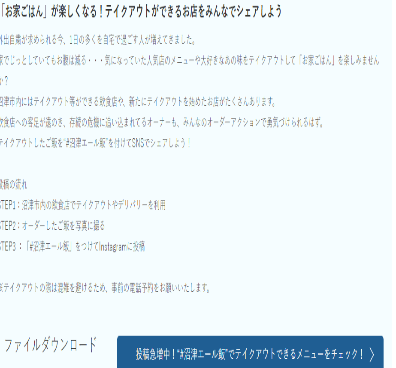 「お家ごはん」が楽しくなる！テイクアウトができるお店をみんなでシェアしよう
外出自粛が求められる今、1日の多くを自宅で過ごす人が増えてきました。
家でじっとしていてもお腹は減る・・・気になっていた人気店のメニューや大好きなあの味をテイクアウトして「お家ごはん」を楽しみません
か？
沼津市内にはテイクアウト等ができる飲食店や、新たにテイクアウトを始めたお店がたくさんあります。
飲食店への客足が遠のき、存続の危機に追い込まれてるオーナーも、みんなのオーダーアクションで勇気づけられるはず。
テイクアウトしたご飯を"#沼津エール飯"を付けてSNSでシェアしよう！
投稿の流れ
STEP1：沼津市内の飲食店でテイクアウトやデリバリーを利用
STEP2：オーダーしたご飯を写真に撮る
STEP3：「#沼津エール飯」をつけてInstagramに投稿
※テイクアウトの際は混雑を避けるため、事前の電話予約をお願いいたします。
ファイルダウンロード
投稿急増中！"#沼津エール飯"でテイクアウトできるメニューをチェック！ 〉